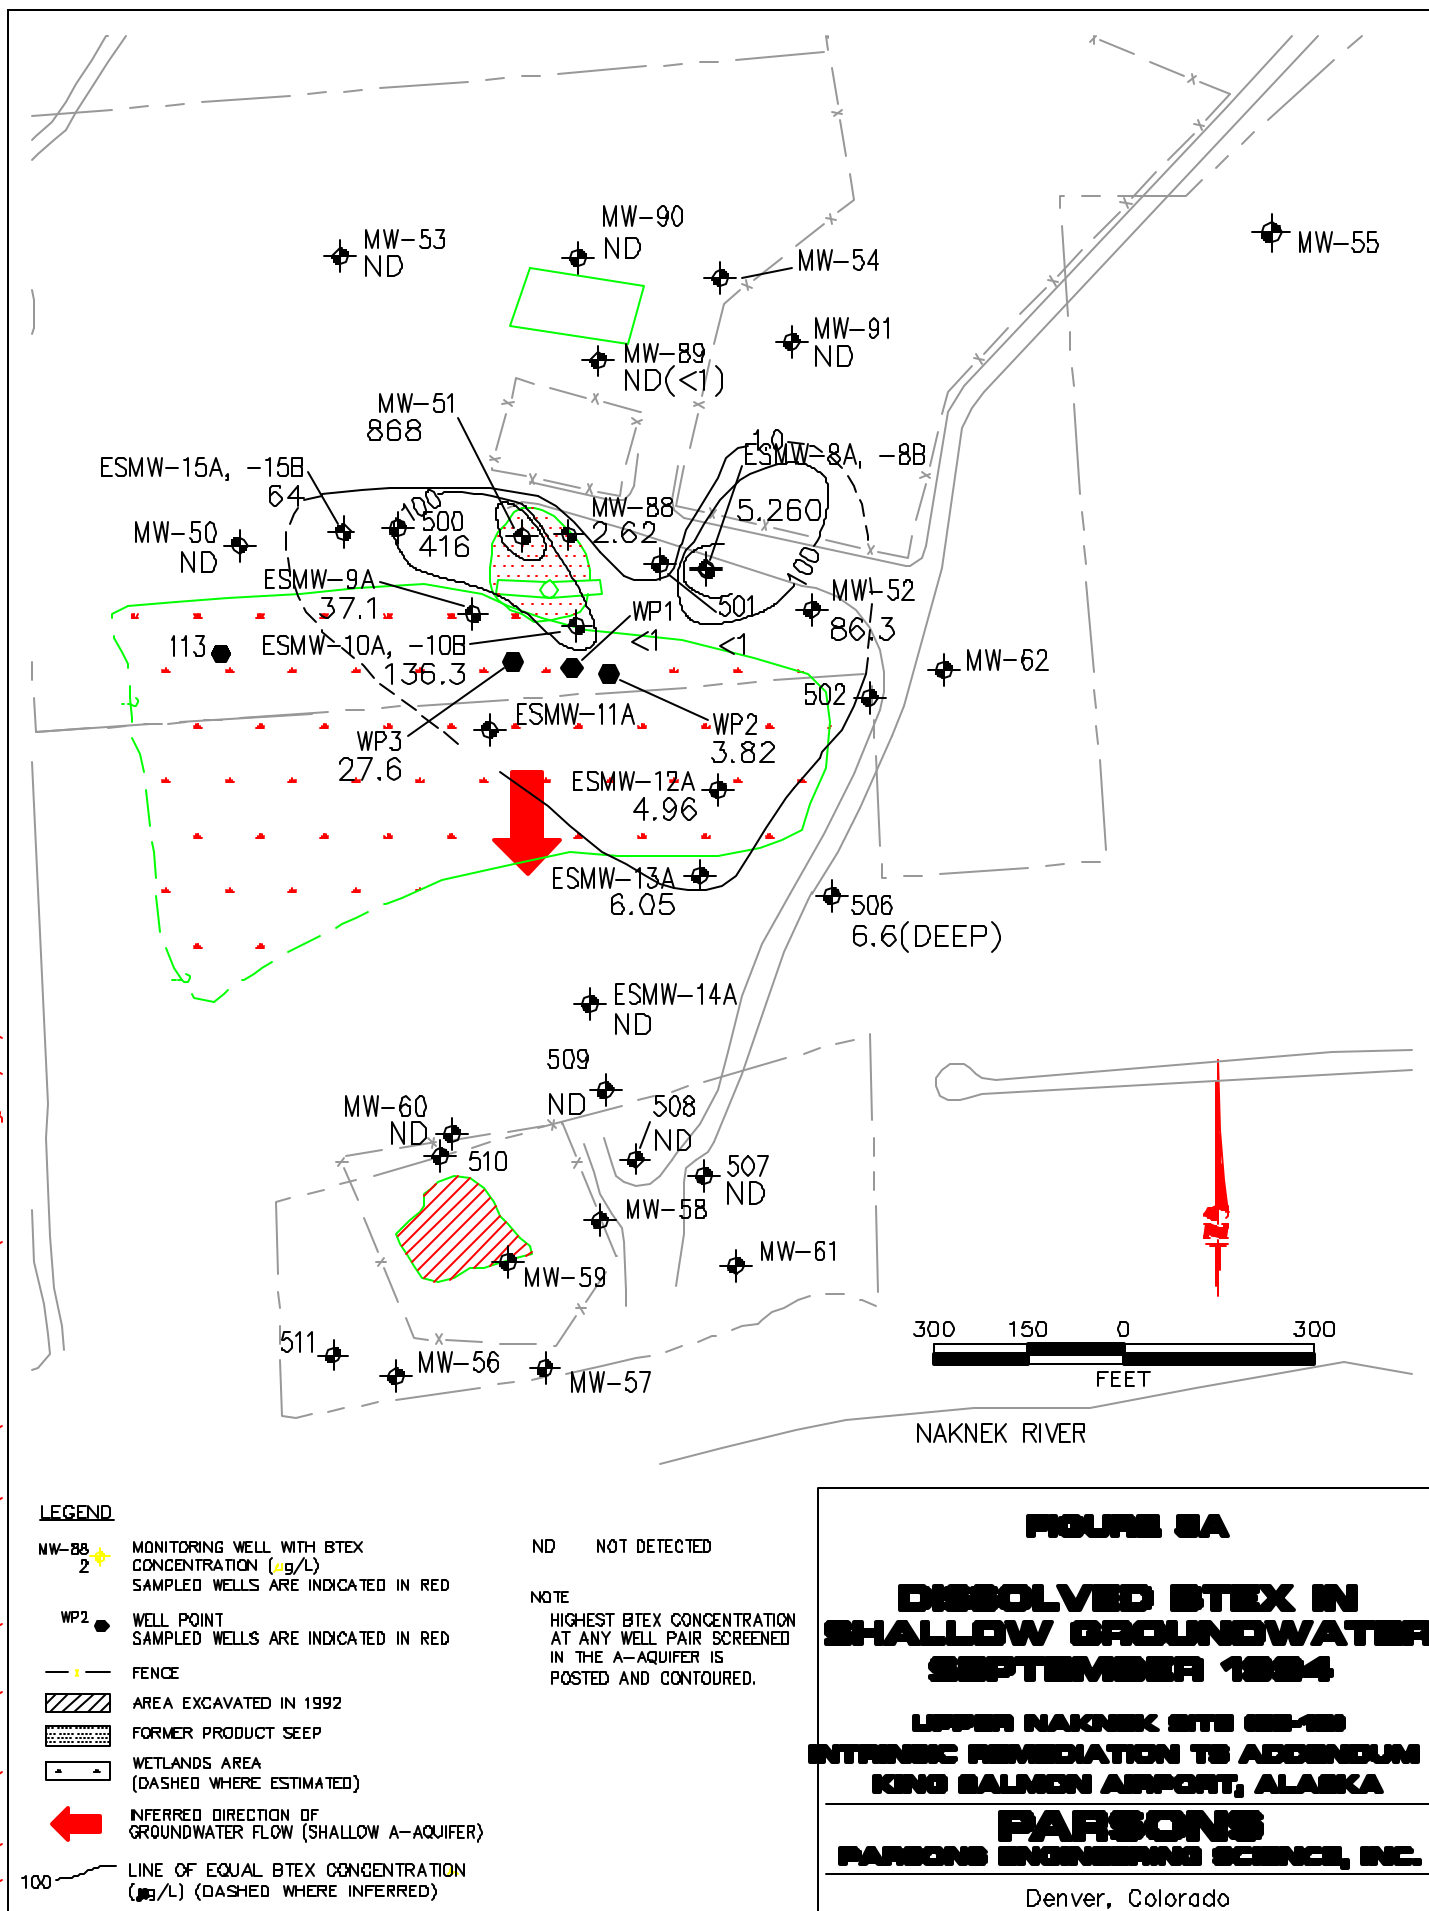 MW-90
ND
MW-53
ND
MW-54
MW-55
MW-91
ND
MW-89
ND(<1)
MW-51
868
10
ESMW-8A, -8B
5,260
ESMW-15A, -15B
64
100
500
416
MW-88
2.62
MW-50
ND
100
ESMW-9A
37.1
WP1
<1
501
<1
MW-52
86.3
113
ESMW-10A, -10B
136.3
MW-62
502
ESMW-11A
WP3
27.6
WP2
3.82
ESMW-12A
4.96
ESMW-13A
6.05
506
6.6(DEEP)
ESMW-14A
ND
509
ND
MW-60
ND
508
ND
510
507
ND
MW-58
MW-61
MW-59
511
MW-56
MW-57
N
300 150 0 300
FEET
NAKNEK RIVER
LEGEND
MW-88
2
MONITORING WELL WITH BTEX
CONCENTRATION (µg/L)
SAMPLED WELLS ARE INDICATED IN RED
WP2
WELL POINT
SAMPLED WELLS ARE INDICATED IN RED
FENCE
AREA EXCAVATED IN 1992
FORMER PRODUCT SEEP
WETLANDS AREA
(DASHED WHERE ESTIMATED)
INFERRED DIRECTION OF
GROUNDWATER FLOW (SHALLOW A-AQUIFER)
100
LINE OF EQUAL BTEX CONCENTRATION
(µg/L) (DASHED WHERE INFERRED)
ND NOT DETECTED
NOTE
HIGHEST BTEX CONCENTRATION
AT ANY WELL PAIR SCREENED
IN THE A-AQUIFER IS
POSTED AND CONTOURED.
FIGURE
DISSOLVED BTEX IN
SHALLOW GROUNDWATER
SEPTEMBER 1994
UPPER NAKNEK SITE
INTRINSIC REMEDIATION TS ADDENDUM
KING SALMON AIRPORT, ALASKA
PARSONS
PARSONS ENGINEERING SCIENCE, INC.
Denver, Colorado